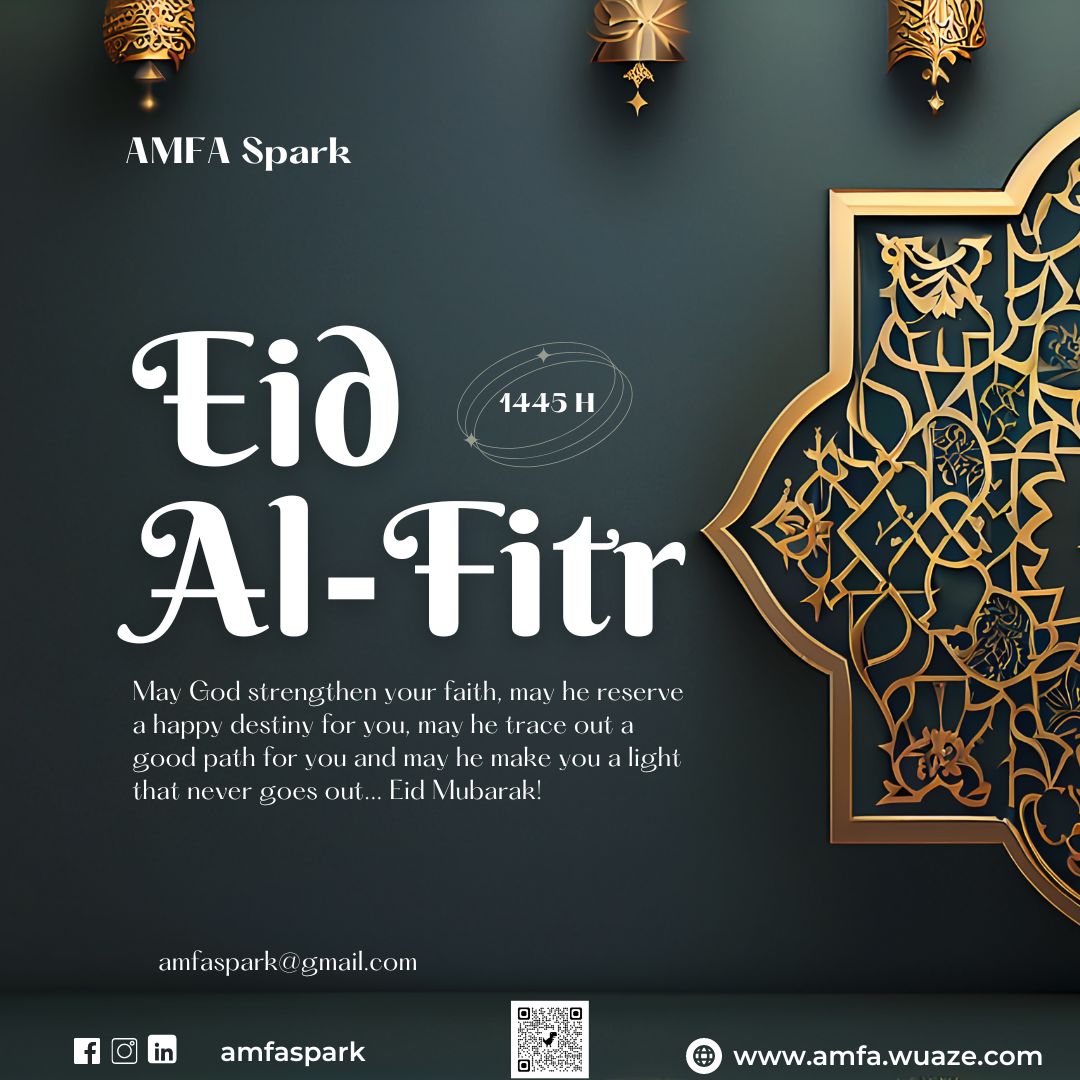 AMFA Spark
Eid
1445 H
Al-Fitr
May God strengthen your faith, may he reserve
a happy destiny for you, may he trace out a
good path for you and may he make you a light
that never goes out... Eid Mubarak!
amfaspark@gmail.com
amfaspark
www.amfa.wuaze.com